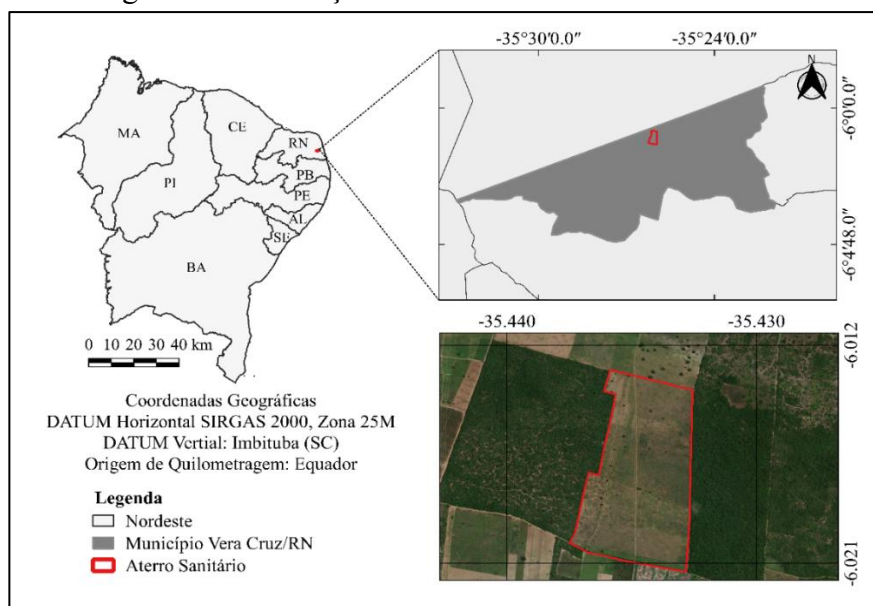 MA
CE
RN
PI
PB
PE
AL
SE
BA
0 10 20 30 40 km
Coordenadas Geográficas
DATUM Horizontal SIRGAS 2000, Zona 25M
DATUM Vertial: Imbituba (SC)
Origem de Quilometragem: Equador
Legenda
Nordeste
Município Vera Cruz/RN
Aterro Sanitário
-35°30'0.0"
-35°24'0.0"
N
-6°0'0.0"
-6°4'48.0"
-35.440
-35.430
-6.012
-6.021